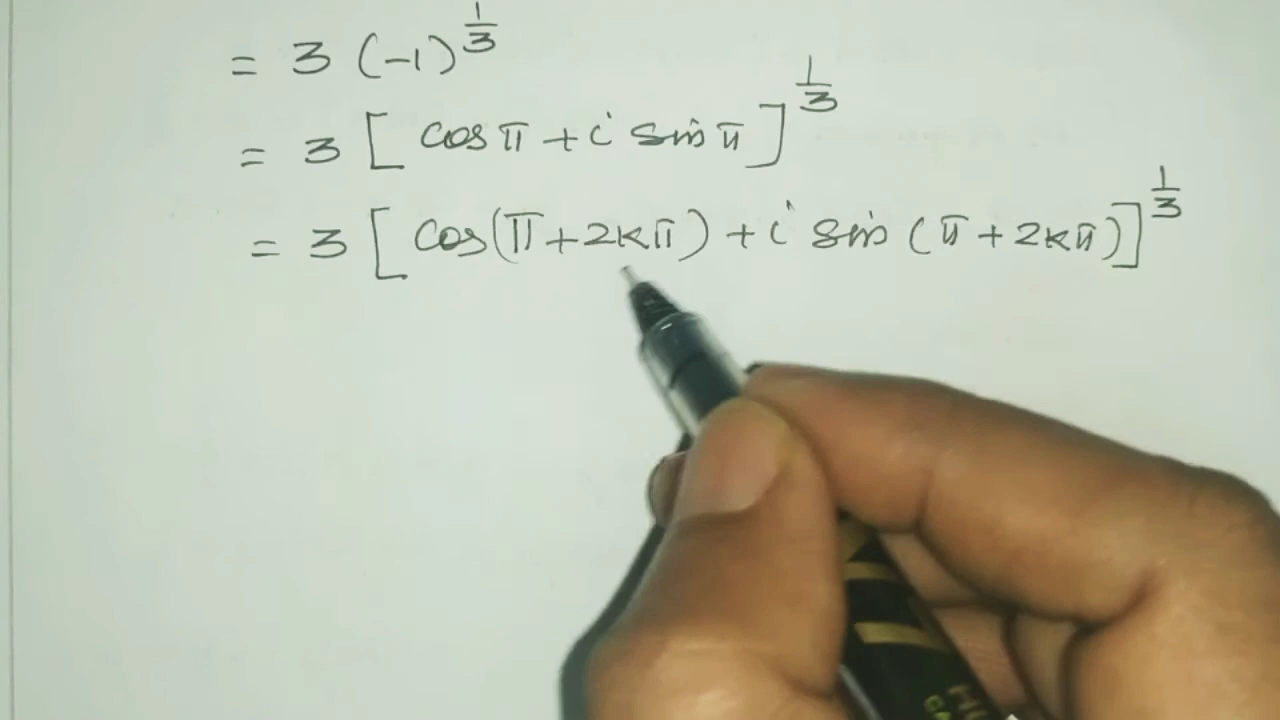 = 3 (-1)^{1/3}
= 3 [ cos π + i sin π ]^{1/3}
= 3 [ cos(π + 2kπ) + i sin (π + 2kπ) ]^{1/3}